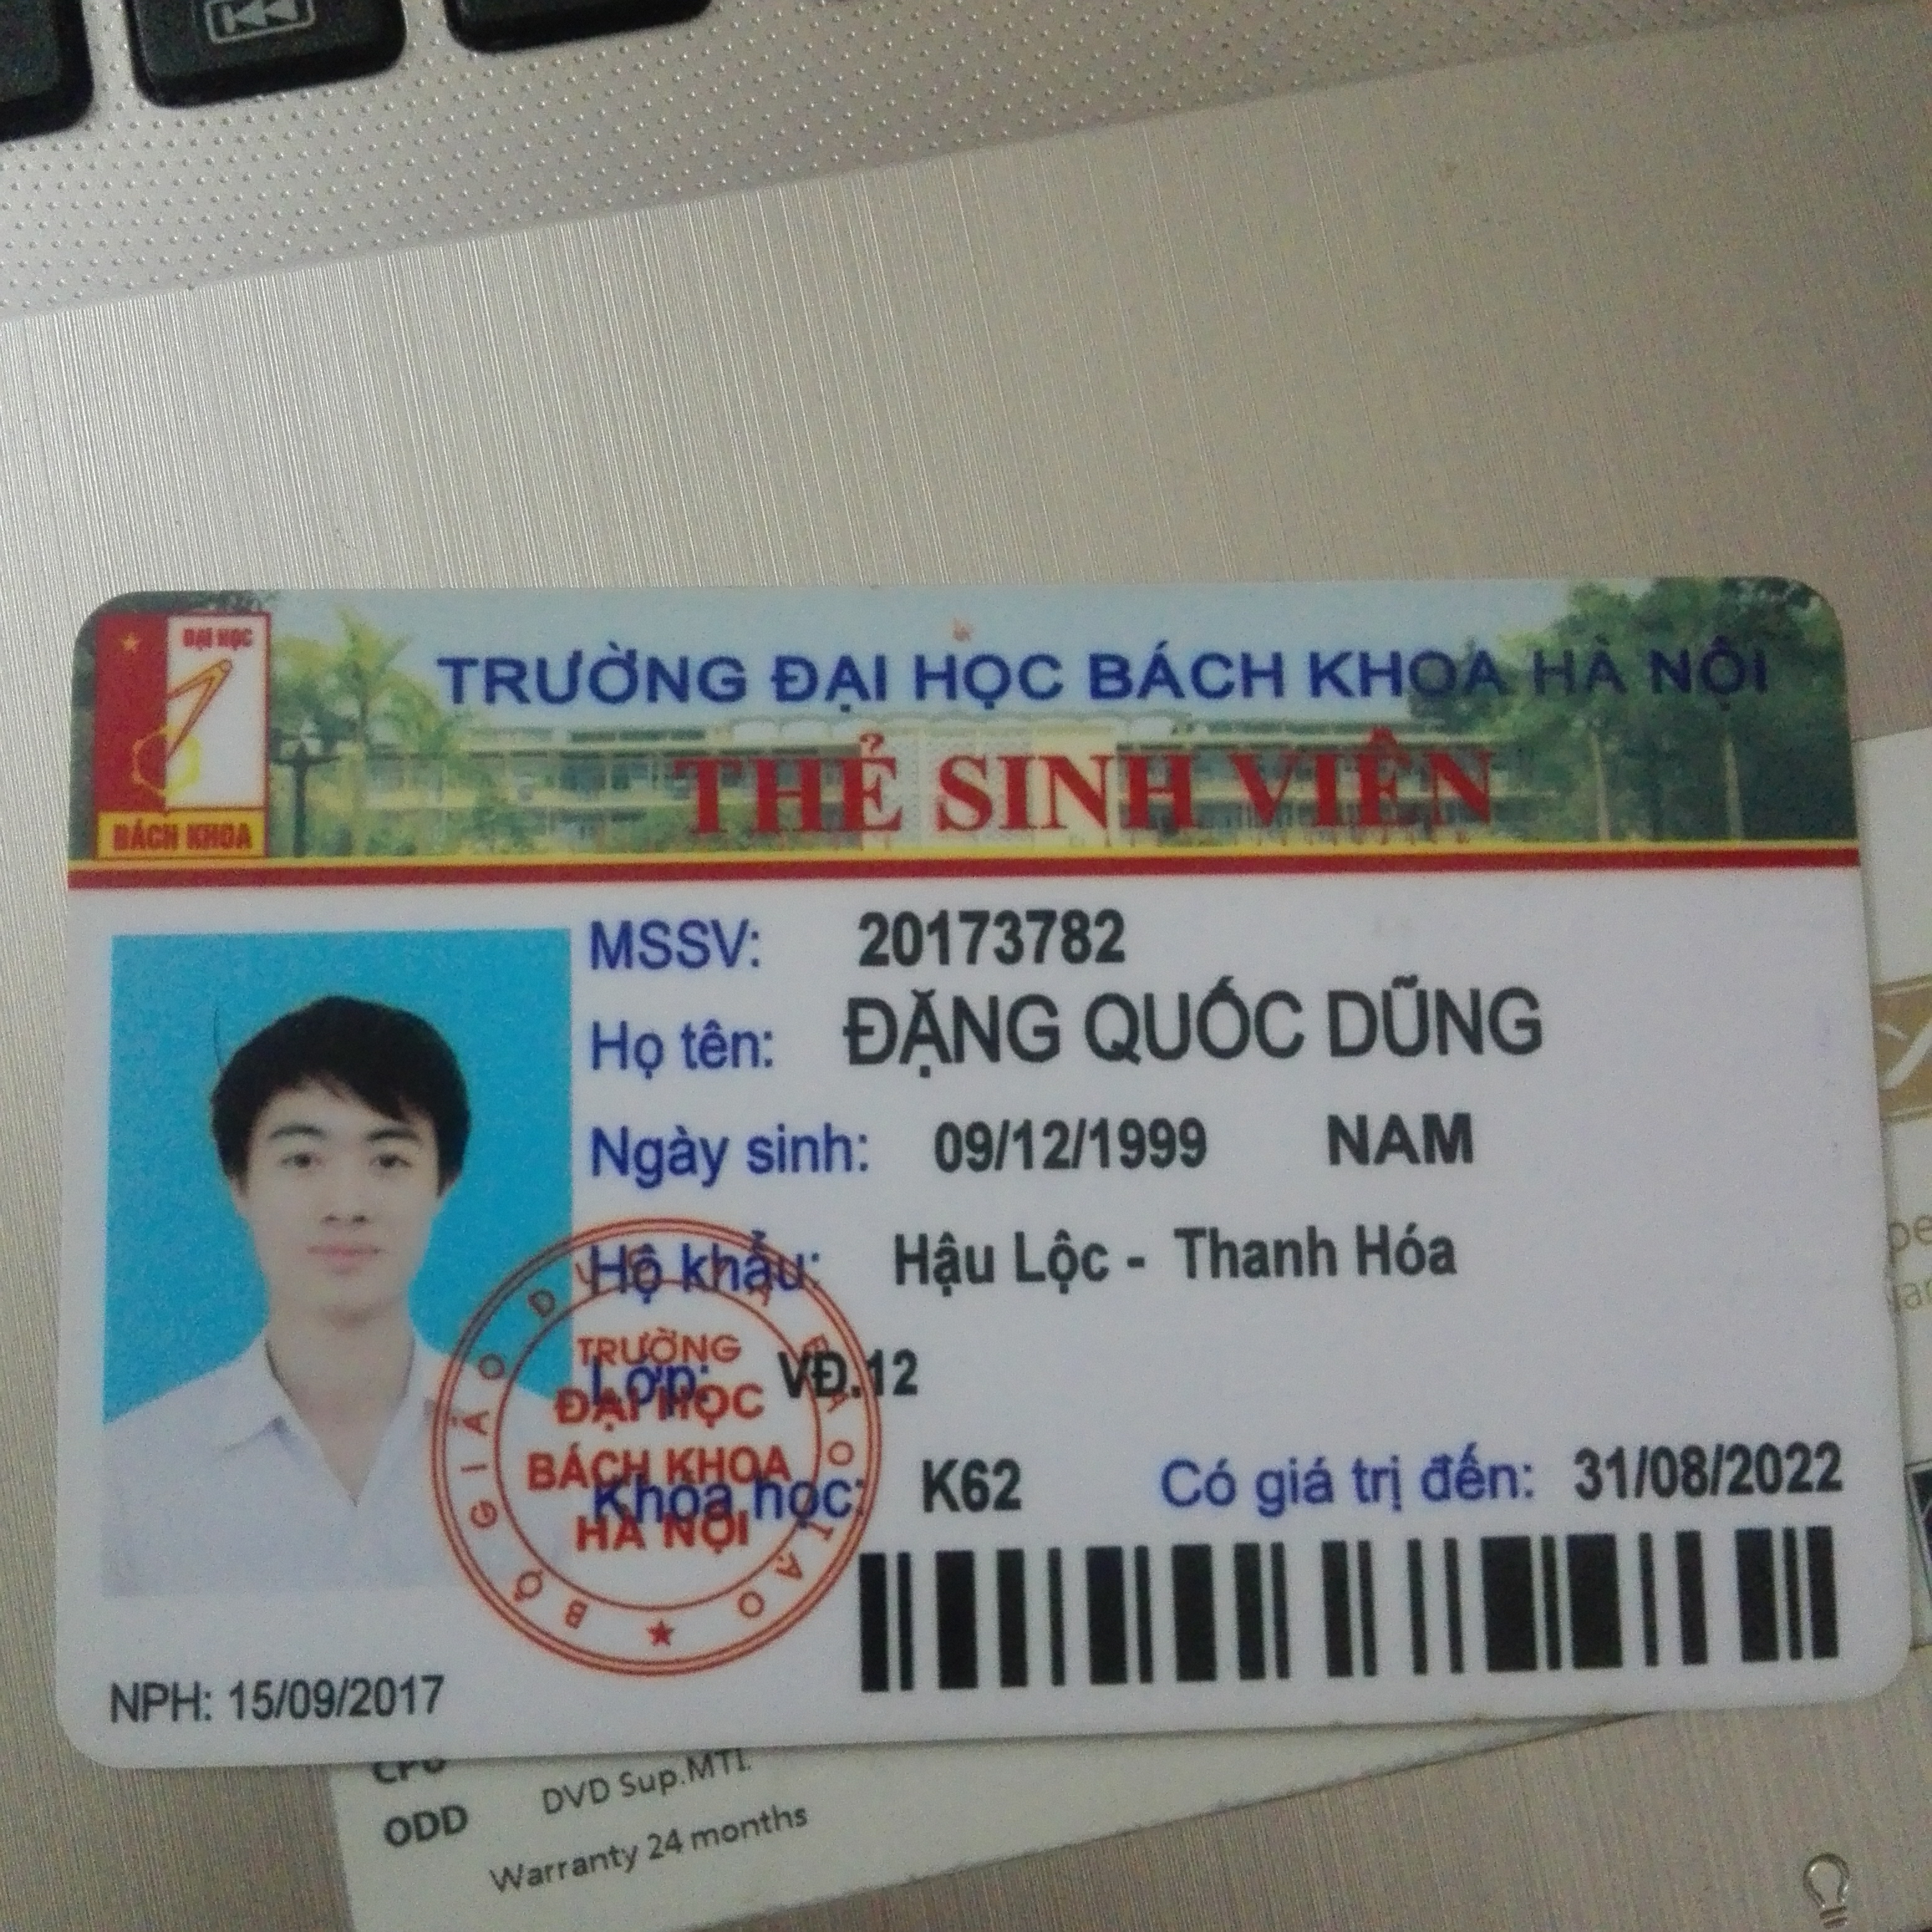 ĐẠI HỌC
BÁCH KHOA
TRƯỜNG ĐẠI HỌC BÁCH KHOA HÀ NỘI
THẺ SINH VIÊN
MSSV: 20173782
Họ tên: ĐẶNG QUỐC DŨNG
Ngày sinh: 09/12/1999 NAM
Hộ khẩu: Hậu Lộc - Thanh Hóa
Lớp: VĐ.12
Khóa học: K62 Có giá trị đến: 31/08/2022
BỘ GIÁO DỤC VÀ ĐÀO TẠO
TRƯỜNG
ĐẠI HỌC
BÁCH KHOA
HÀ NỘI
NPH: 15/09/2017
CPU
ODD DVD Sup.MTI.
Warranty 24 months